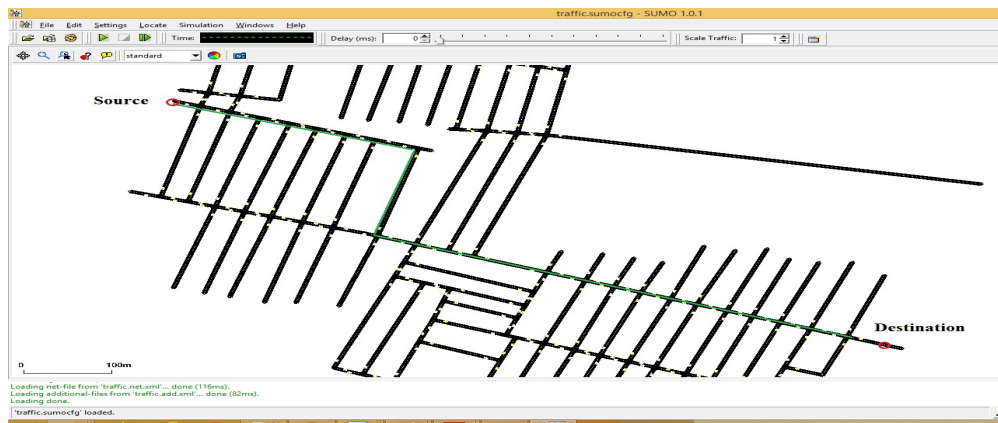 traffic.sumocfg - SUMO 1.0.1
File Edit Settings Locate Simulation Windows Help
Time: Delay (ms): 0 Scale Traffic: 1
standard
Source
Destination
0 100m
Loading net-file from 'traffic.net.xml'... done (116ms).
Loading additional-files from 'traffic.add.xml'... done (82ms).
Loading done.
'traffic.sumocfg' loaded.